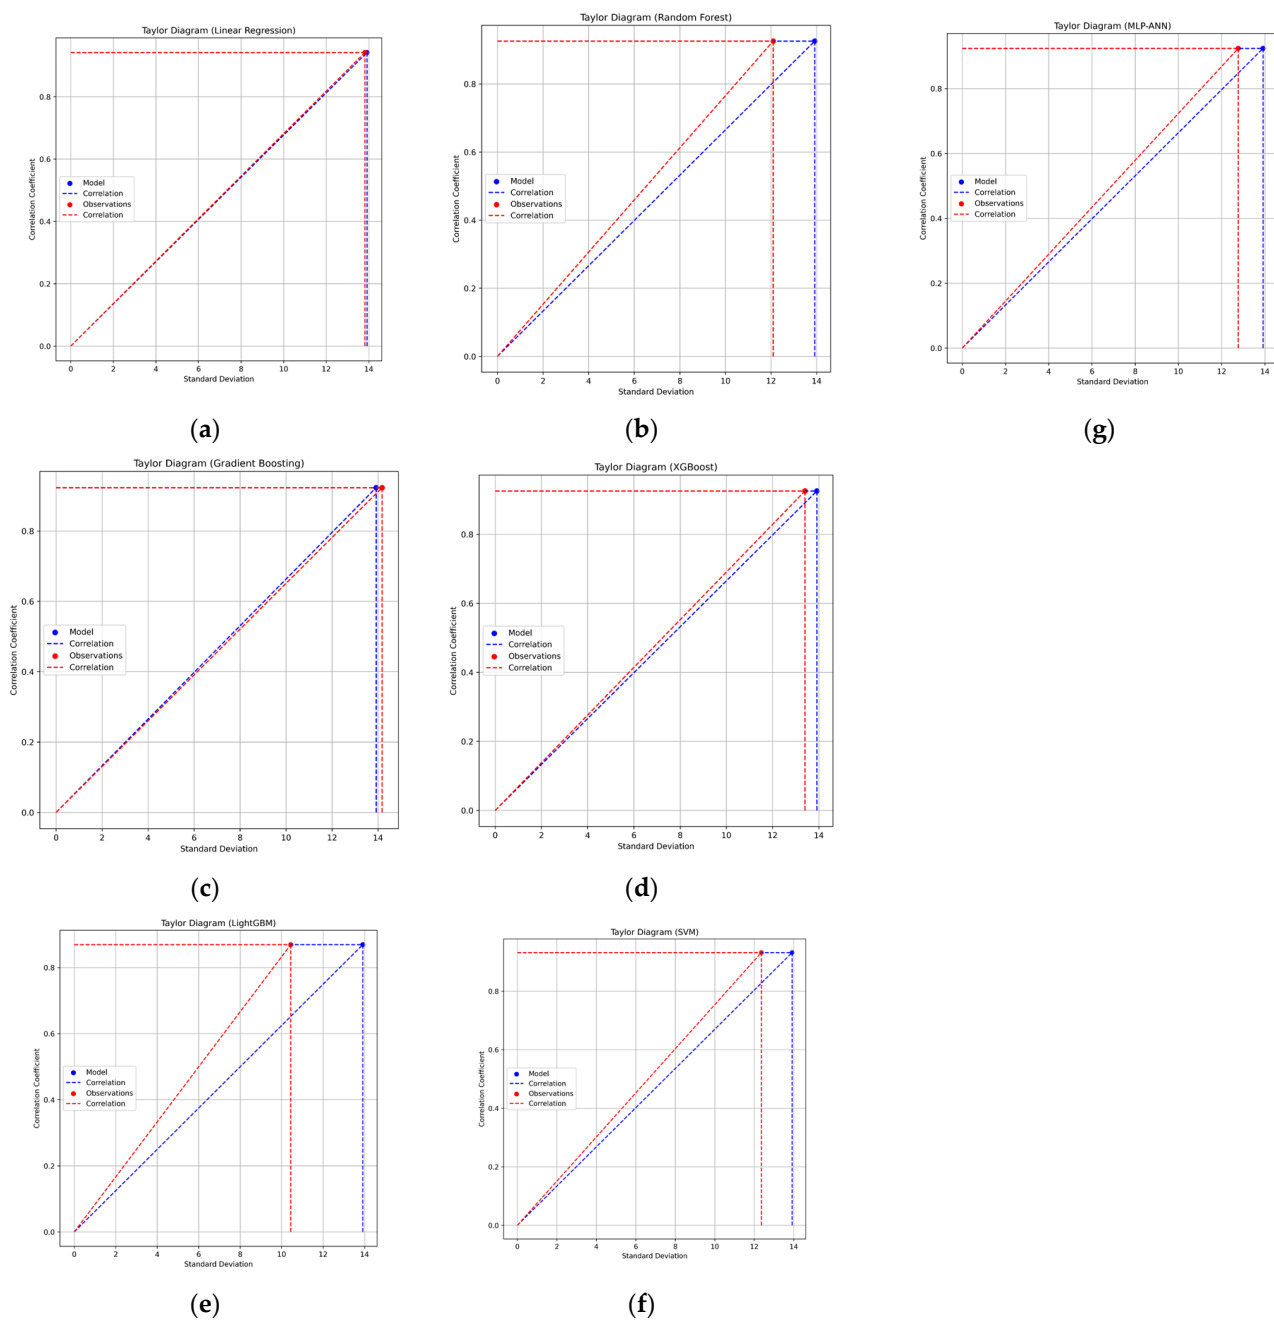 Taylor Diagram (Linear Regression)
Correlation Coefficient
0.8
0.6
0.4
0.2
0.0
Model
Correlation
Observations
Correlation
0 2 4 6 8 10 12 14
Standard Deviation
(a)
Taylor Diagram (Random Forest)
Correlation Coefficient
0.8
0.6
0.4
0.2
0.0
Model
Correlation
Observations
Correlation
0 2 4 6 8 10 12 14
Standard Deviation
(b)
Taylor Diagram (MLP-ANN)
Correlation Coefficient
0.8
0.6
0.4
0.2
0.0
Model
Correlation
Observations
Correlation
0 2 4 6 8 10 12 14
Standard Deviation
(g)
Taylor Diagram (Gradient Boosting)
Correlation Coefficient
0.8
0.6
0.4
0.2
0.0
Model
Correlation
Observations
Correlation
0 2 4 6 8 10 12 14
Standard Deviation
(c)
Taylor Diagram (XGBoost)
Correlation Coefficient
0.8
0.6
0.4
0.2
0.0
Model
Correlation
Observations
Correlation
0 2 4 6 8 10 12 14
Standard Deviation
(d)
Taylor Diagram (LightGBM)
Correlation Coefficient
0.8
0.6
0.4
0.2
0.0
Model
Correlation
Observations
Correlation
0 2 4 6 8 10 12 14
Standard Deviation
(e)
Taylor Diagram (SVM)
Correlation Coefficient
0.8
0.6
0.4
0.2
0.0
Model
Correlation
Observations
Correlation
0 2 4 6 8 10 12 14
Standard Deviation
(f)